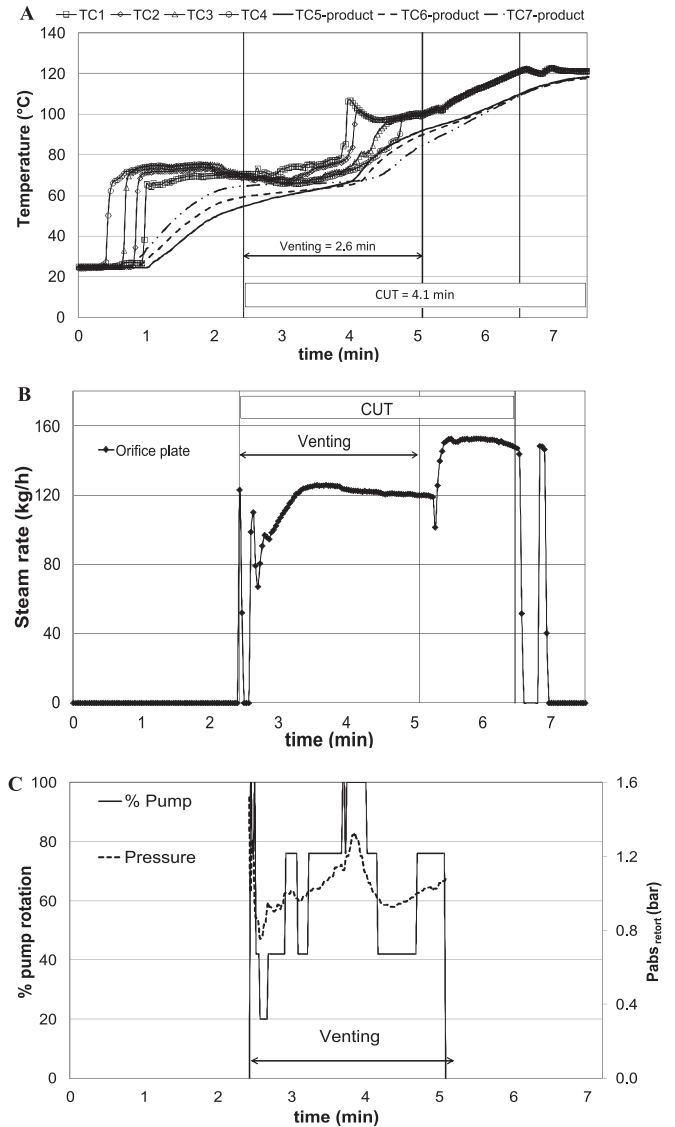 A
TC1 TC2 TC3 TC4 TC5-product TC6-product TC7-product
Temperature (°C)
140
120
100
80
60
40
20
0
Venting = 2.6 min
CUT = 4.1 min
0 1 2 3 4 5 6 7
time (min)
B
Steam rate (kg/h)
160
120
80
40
0
CUT
Orifice plate
Venting
0 1 2 3 4 5 6 7
time (min)
C
% pump rotation
100
80
60
40
20
0
% Pump
Pressure
Venting
1.6
1.2
0.8
0.4
0.0
Pabs retort (bar)
0 1 2 3 4 5 6 7
time (min)